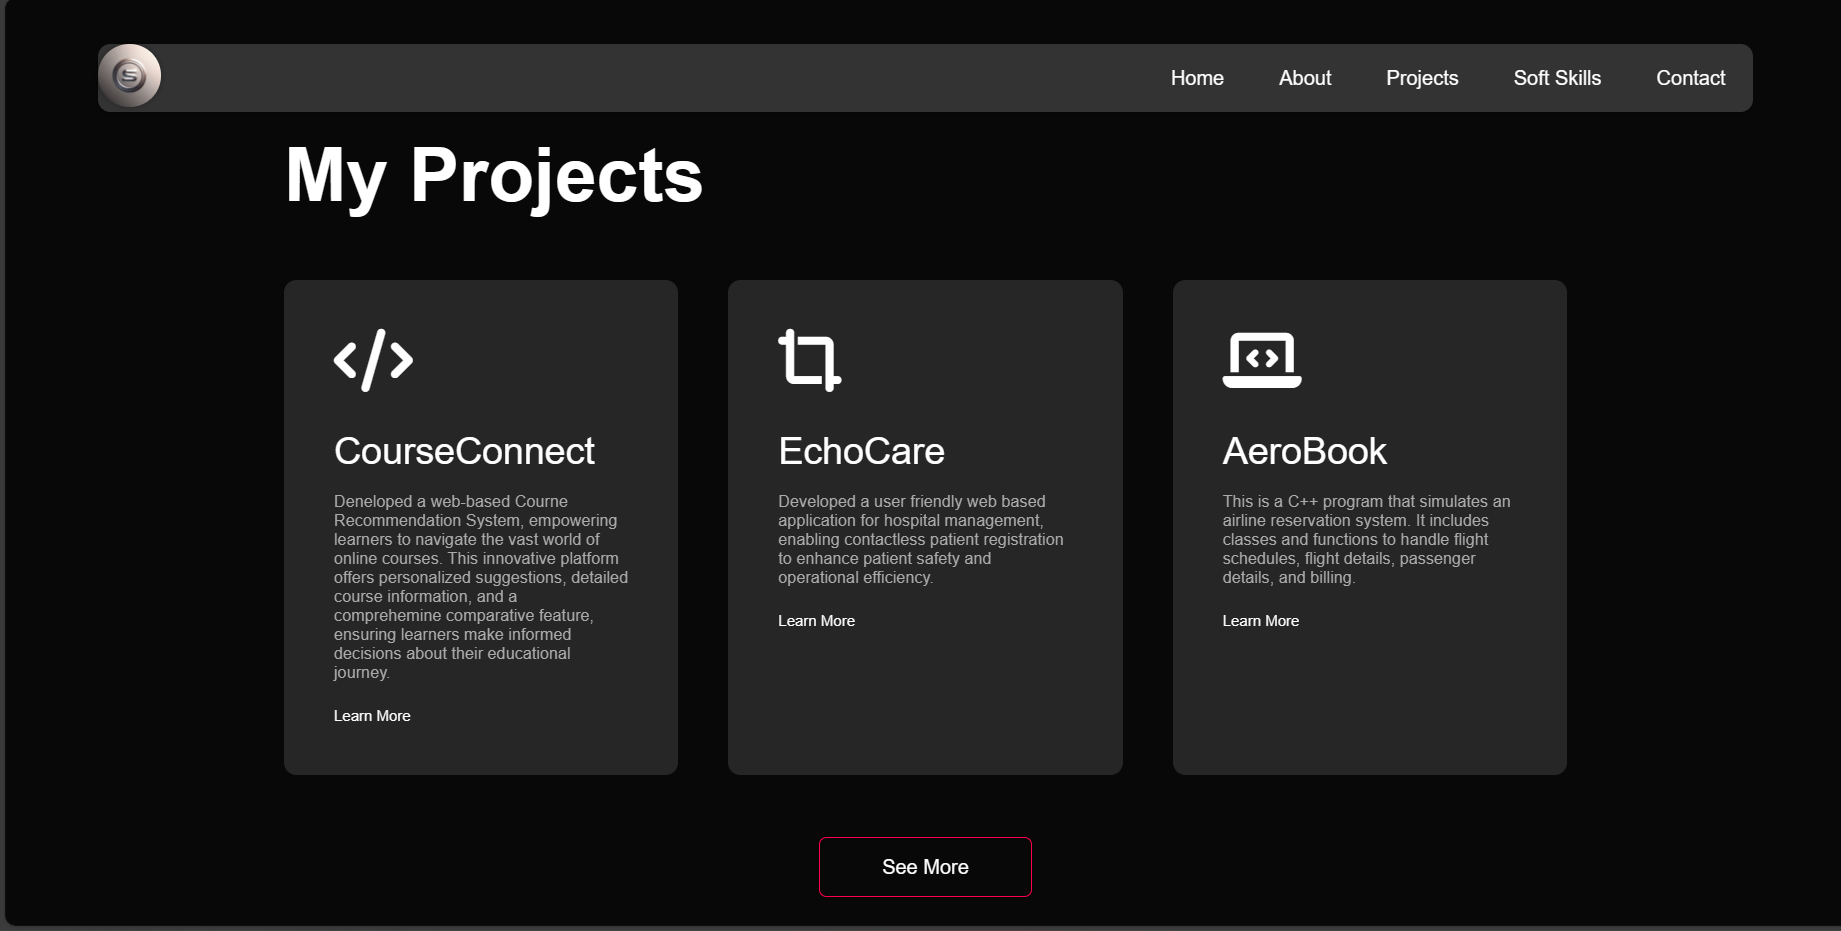 S
Home
About
Projects
Soft Skills
Contact
My Projects
CourseConnect
Deneloped a web-based Courne
Recommendation System, empowering
learners to navigate the vast world of
online courses. This innovative platform
offers personalized suggestions, detailed
course information, and a
comprehemine comparative feature,
ensuring learners make informed
decisions about their educational
journey.
Learn More
EchoCare
Developed a user friendly web based
application for hospital management,
enabling contactless patient registration
to enhance patient safety and
operational efficiency.
Learn More
AeroBook
This is a C++ program that simulates an
airline reservation system. It includes
classes and functions to handle flight
schedules, flight details, passenger
details, and billing.
Learn More
See More